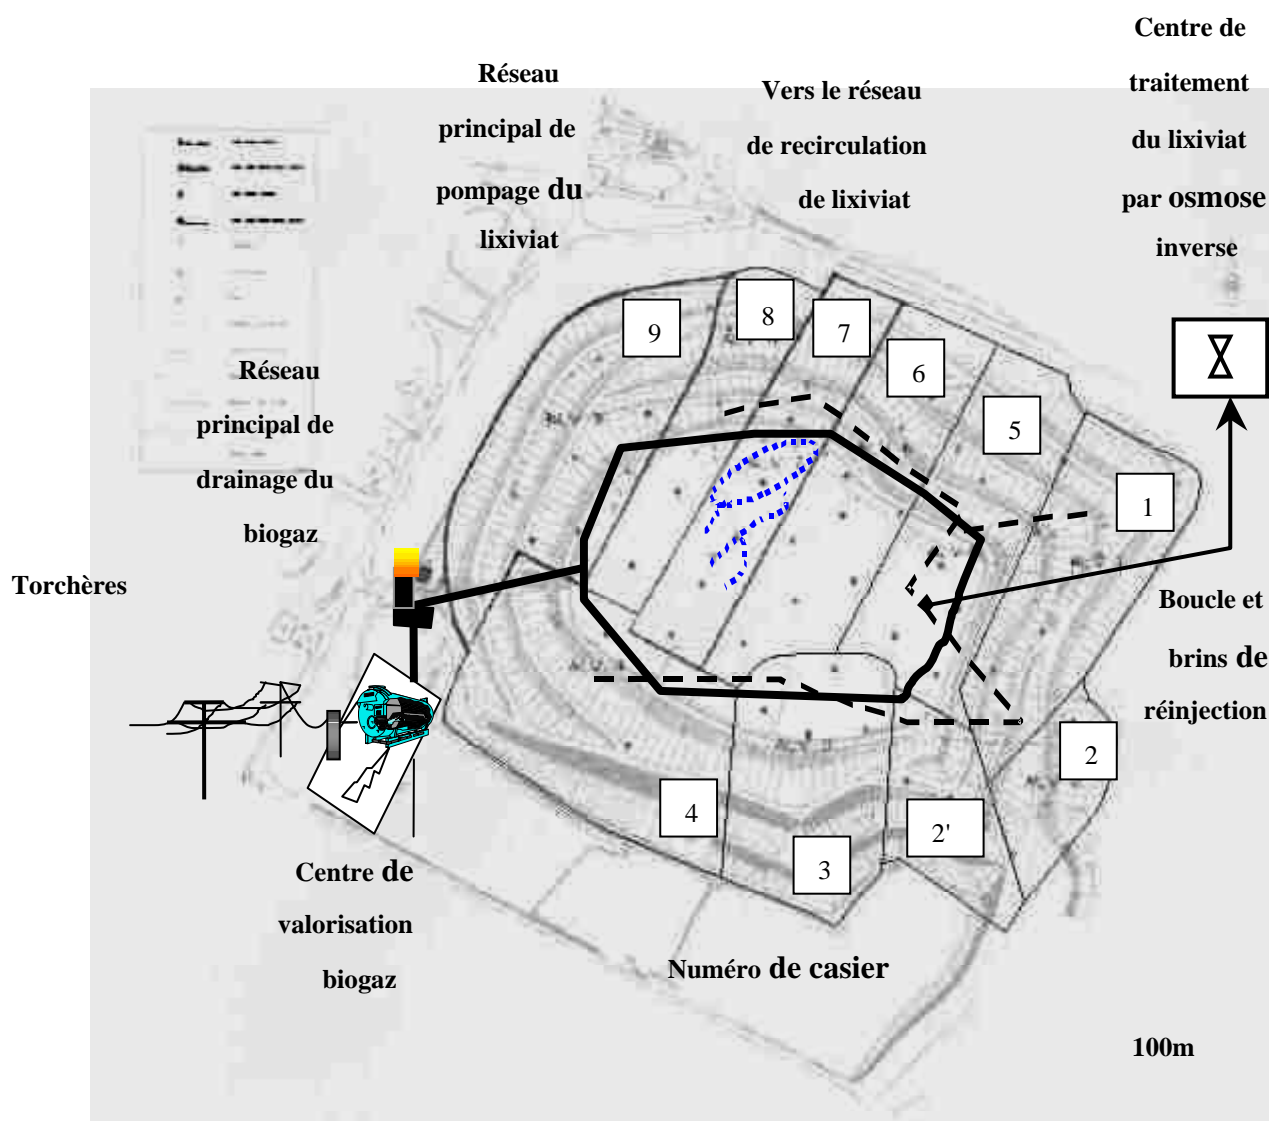 Centre de
traitement
du lixiviat
par osmose
inverse
Réseau
principal de
pompage du
lixiviat
Vers le réseau
de recirculation
de lixiviat
9
8
7
6
5
1
Réseau
principal de
drainage du
biogaz
Torchères
Boucle et
brins de
réinjection
2
4
3
2'
Centre de
valorisation
biogaz
Numéro de casier
100m